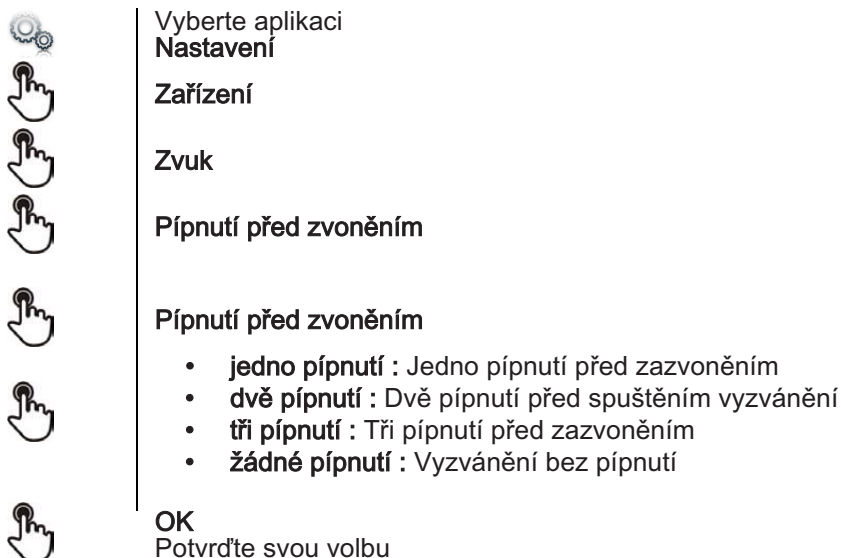 Vyberte aplikaci
Nastavení
Zařízení
Zvuk
Pípnutí před zvoněním
Pípnutí před zvoněním
• jedno pípnutí : Jedno pípnutí před zazvoněním
• dvě pípnutí : Dvě pípnutí před spuštěním vyzvánění
• tři pípnutí : Tři pípnutí před zazvoněním
• žádné pípnutí : Vyzvánění bez pípnutí
OK
Potvrďte svou volbu